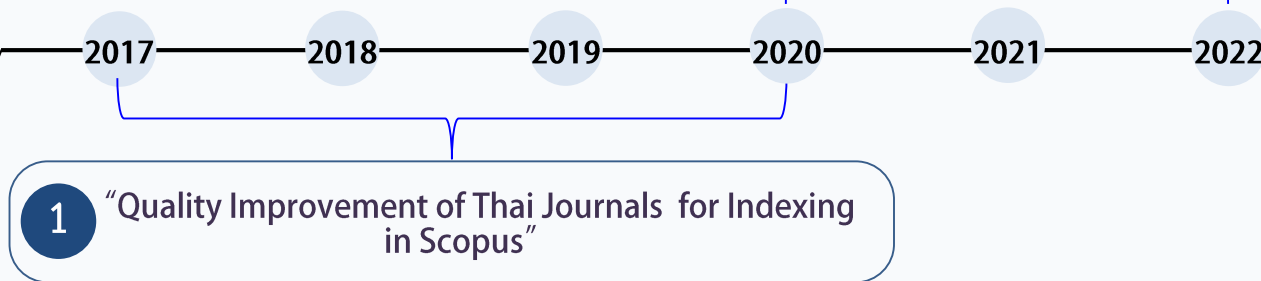 2017 2018 2019 2020 2021 2022
1 “Quality Improvement of Thai Journals for Indexing
in Scopus”